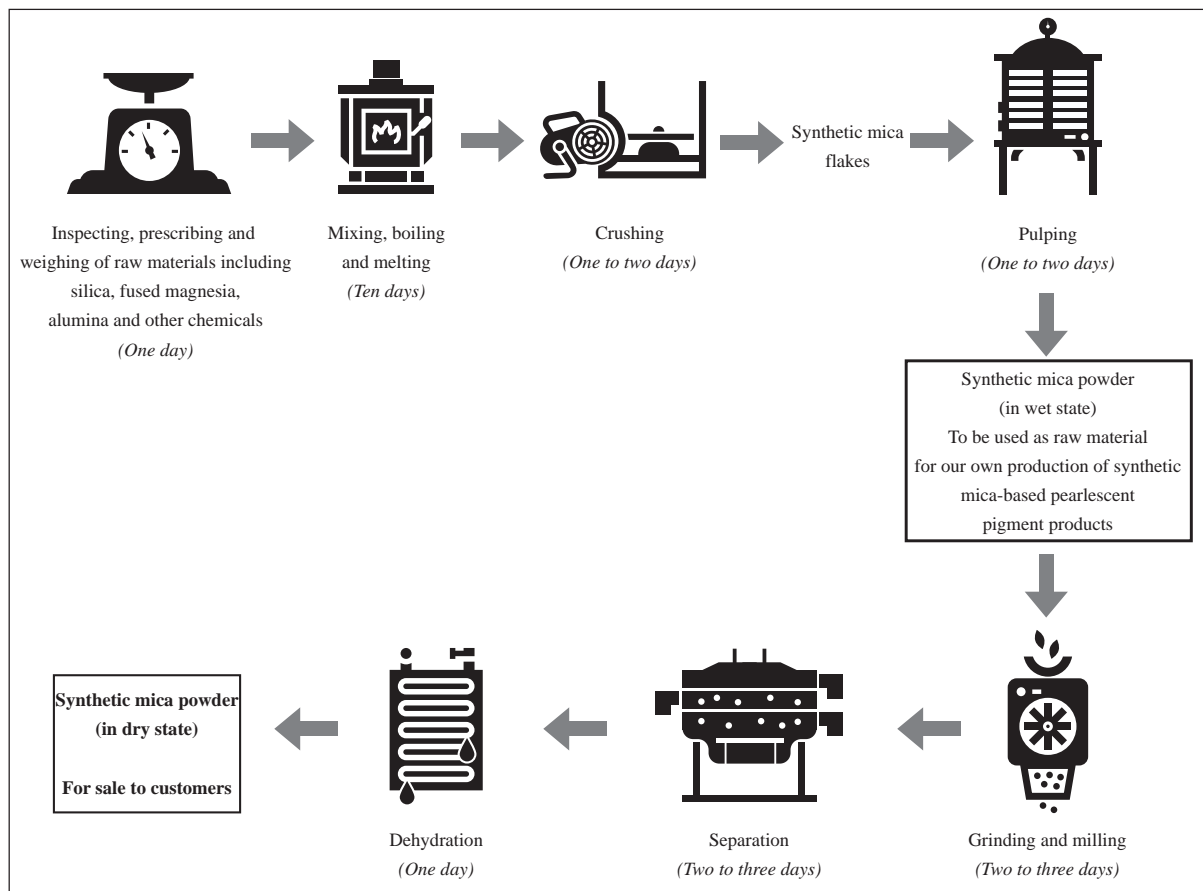 Inspecting, prescribing and
weighing of raw materials including
silica, fused magnesia,
alumina and other chemicals
(One day)
Mixing, boiling
and melting
(Ten days)
Crushing
(One to two days)
Synthetic mica
flakes
Pulping
(One to two days)
Synthetic mica powder
(in wet state)
To be used as raw material
for our own production of synthetic
mica-based pearlescent
pigment products
Grinding and milling
(Two to three days)
Separation
(Two to three days)
Dehydration
(One day)
Synthetic mica powder
(in dry state)
For sale to customers